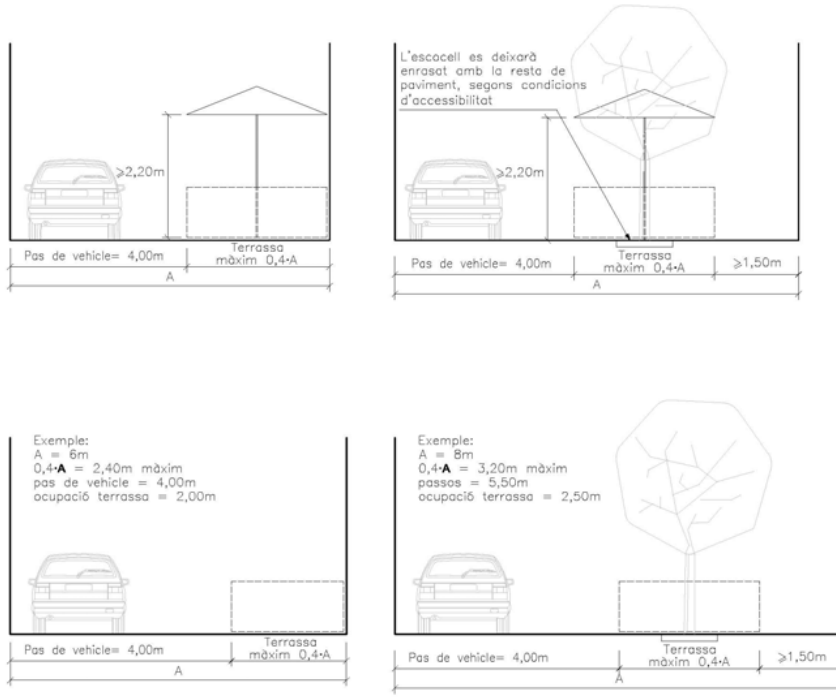 L'escocell es deixarà
enrasat amb la resta de
paviment, segons condicions
d'accessibilitat
≥2,20m
≥2,20m
Pas de vehicle= 4,00m
Terrassa
màxim 0,4·A
A
Pas de vehicle= 4,00m
Terrassa
màxim 0,4·A
≥1,50m
A
Exemple:
A = 6m
0,4·A = 2,40m màxim
pas de vehicle = 4,00m
ocupació terrassa = 2,00m
Exemple:
A = 8m
0,4·A = 3,20m màxim
passos = 5,50m
ocupació terrassa = 2,50m
Pas de vehicle= 4,00m
Terrassa
màxim 0,4·A
A
Pas de vehicle= 4,00m
Terrassa
màxim 0,4·A
≥1,50m
A